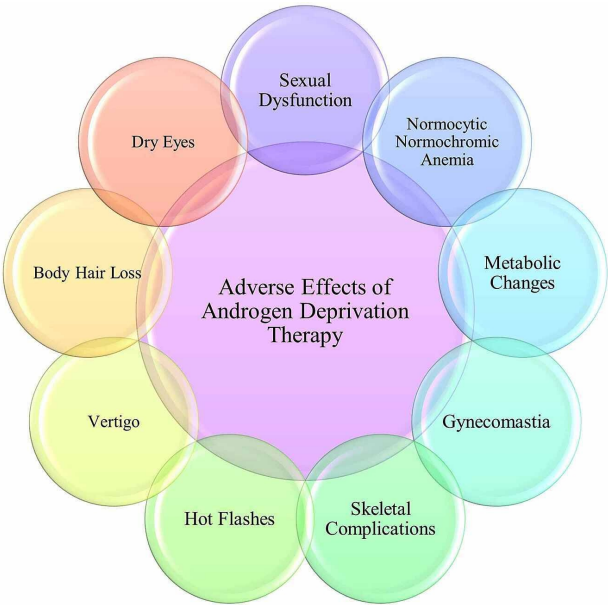 Sexual
Dysfunction
Normocytic
Normochromic
Anemia
Metabolic
Changes
Gynecomastia
Skeletal
Complications
Hot Flashes
Vertigo
Body Hair Loss
Dry Eyes
Adverse Effects of
Androgen Deprivation
Therapy